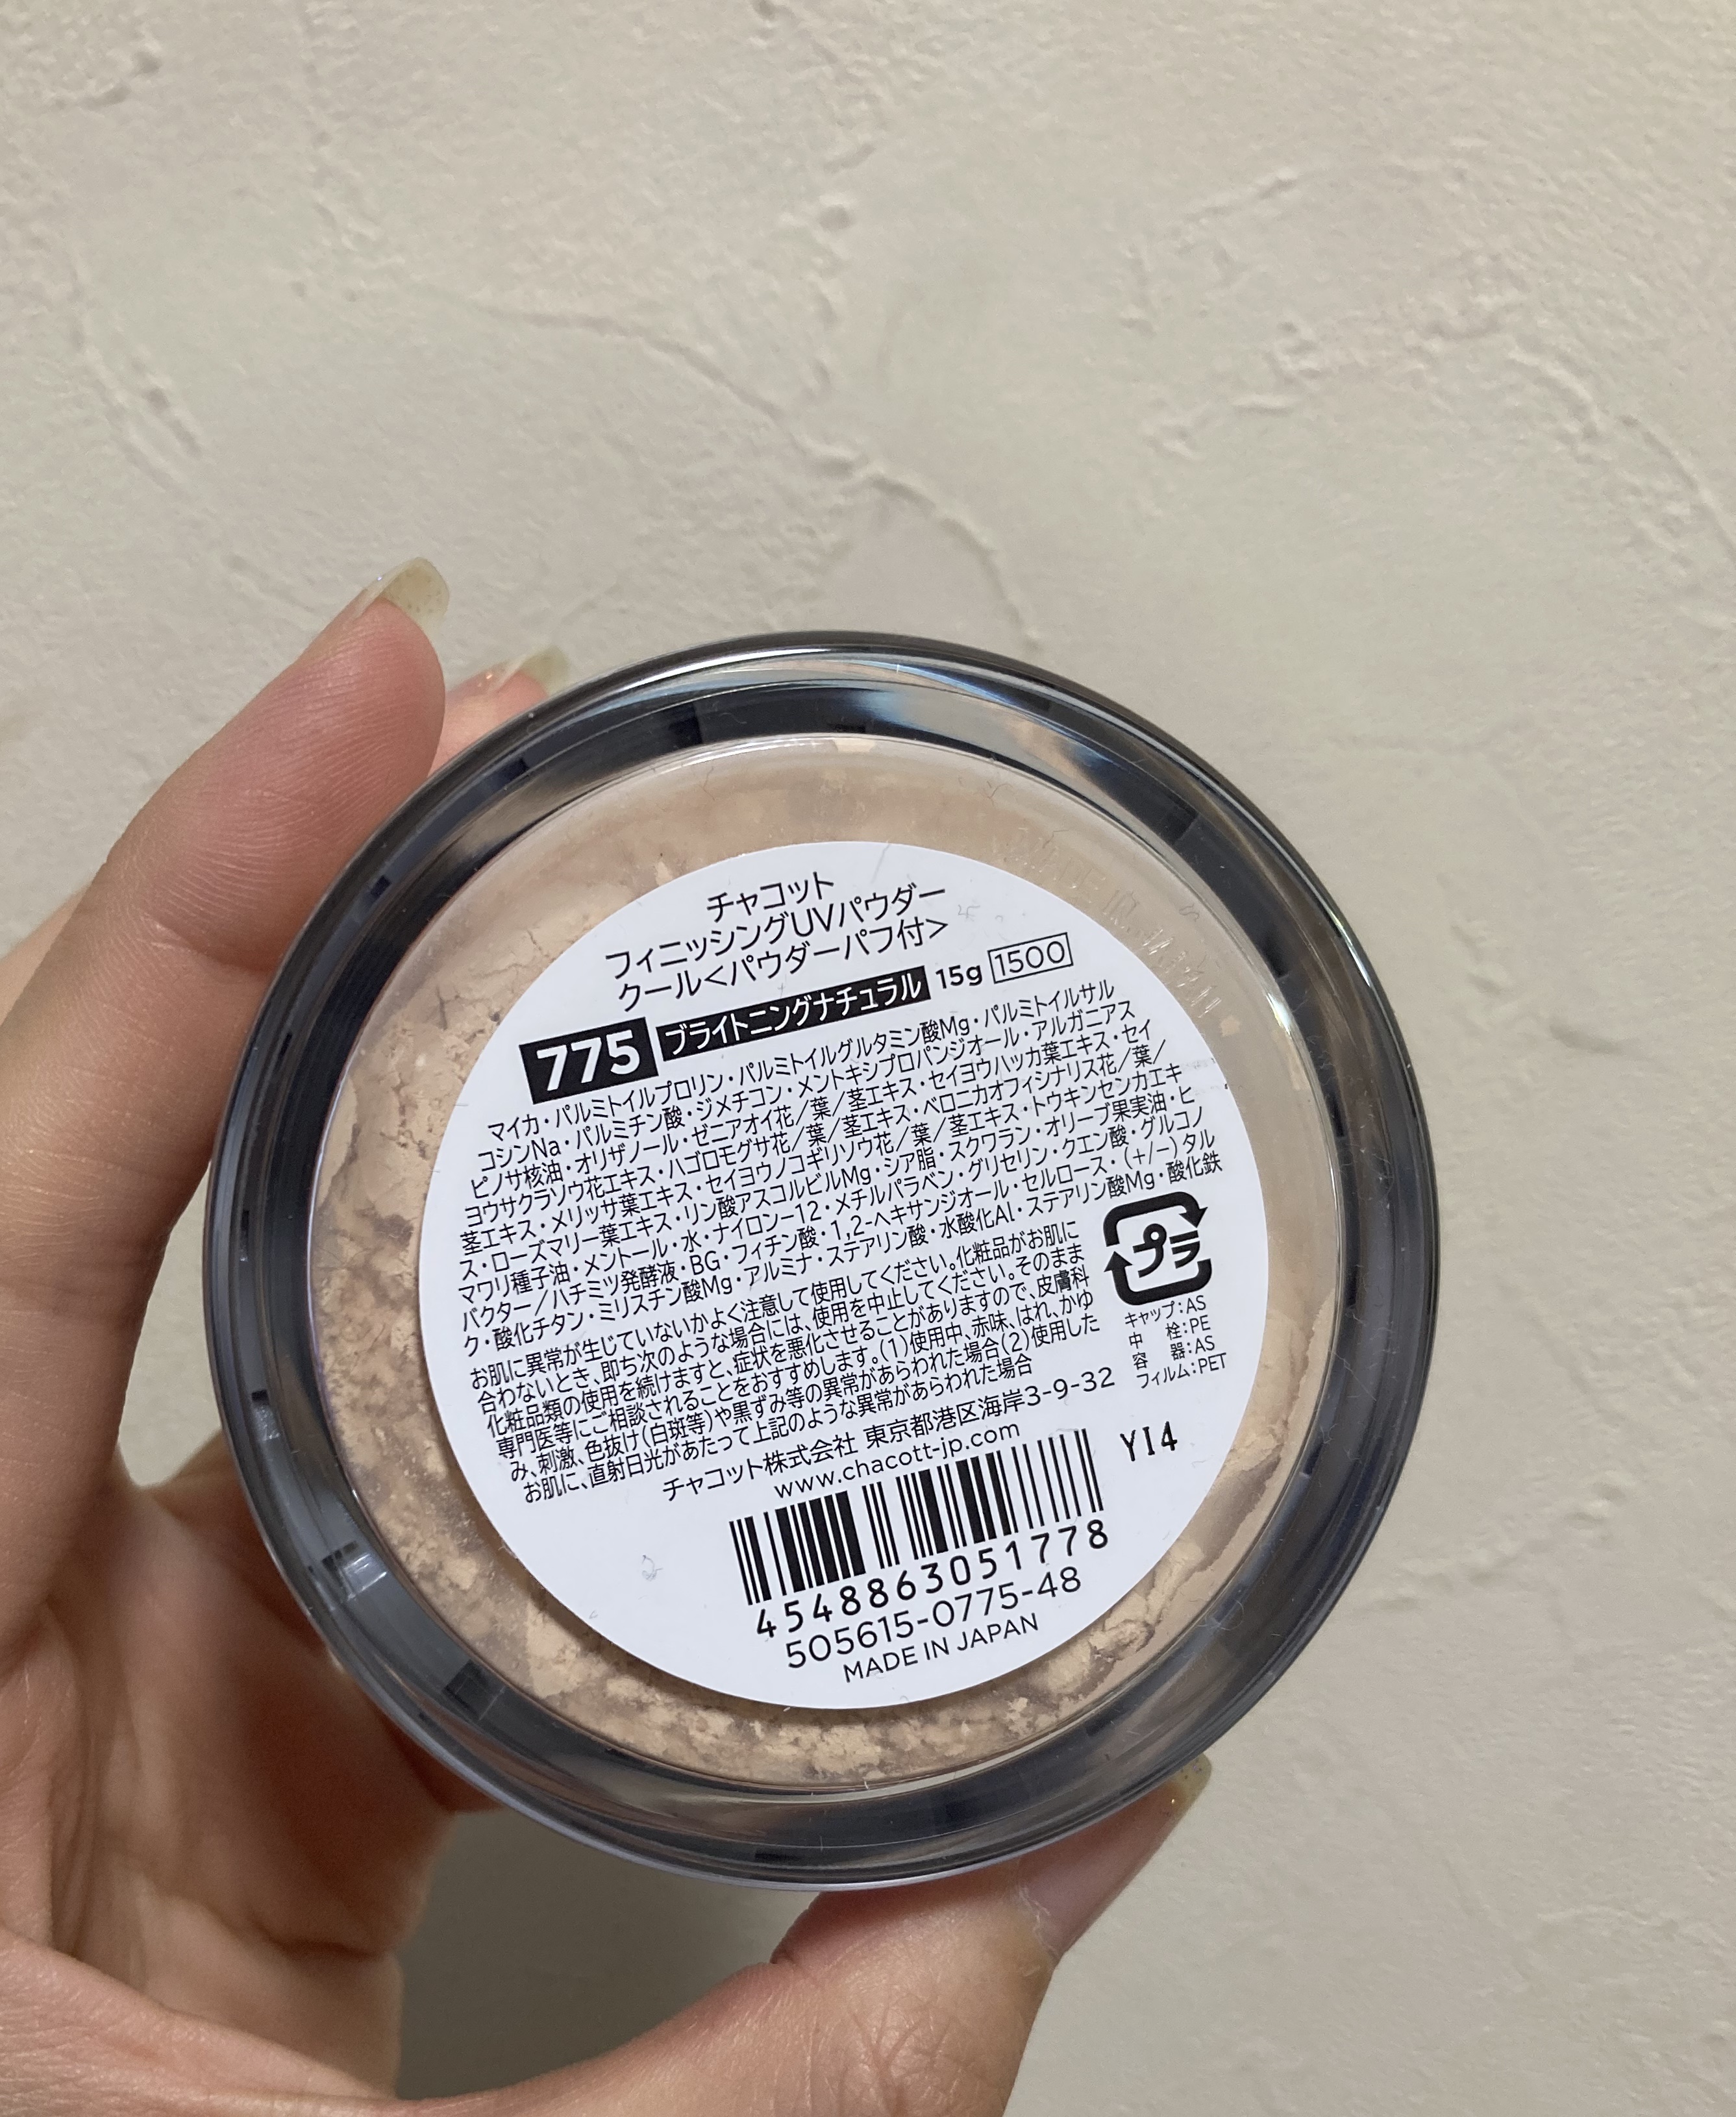 チャコット
フィニッシングUVパウダー
クール<パウダーパフ付>
775 ブライトニングナチュラル 15g 1500
マイカ・パルミトイルプロリン・パルミトイルグルタミン酸Mg・パルミトイルサル
コシンNa・パルミチン酸・ジメチコン・メントキシプロパンジオール・アルガニアス
ピノサ核油・オリザノール・ゼニアオイ花/葉/茎エキス・セイヨウハッカ葉エキス・セイ
ヨウサクラソウ花エキス・ハゴロモグサ花/葉/茎エキス・ベロニカオフィシナリス花/葉/
茎エキス・メリッサ葉エキス・セイヨウノコギリソウ花/葉/茎エキス・トウキンセンカエキ
ス・ローズマリー葉エキス・リン酸アスコルビルMg・シア脂・スクワラン・オリーブ果実油・ヒ
マワリ種子油・メントール・水・ナイロン-12・メチルパラベン・グリセリン・クエン酸・グルコノ
バクター/ハチミツ発酵液・BG・フィチン酸・1,2-ヘキサンジオール・セルロース・(+/-)タル
ク・酸化チタン・ミリスチン酸Mg・アルミナ・ステアリン酸・水酸化Al・ステアリン酸Mg・酸化鉄
お肌に異常が生じていないかよく注意して使用してください。化粧品がお肌に
合わないとき、即ち次のような場合には、使用を中止してください。そのまま
化粧品類の使用を続けますと、症状を悪化させることがありますので、皮膚科
専門医等にご相談されることをおすすめします。(1)使用中、赤味、はれ、かゆ
み、刺激、色抜け(白斑等)や黒ずみ等の異常があらわれた場合(2)使用した
お肌に、直射日光があたって上記のような異常があらわれた場合
プラ
キャップ:AS
中 栓:PE
容 器:AS
フィルム:PET
チャコット株式会社 東京都港区海岸3-9-32
www.chacott-jp.com
YI4
4548863051778
505615-0775-48
MADE IN JAPAN